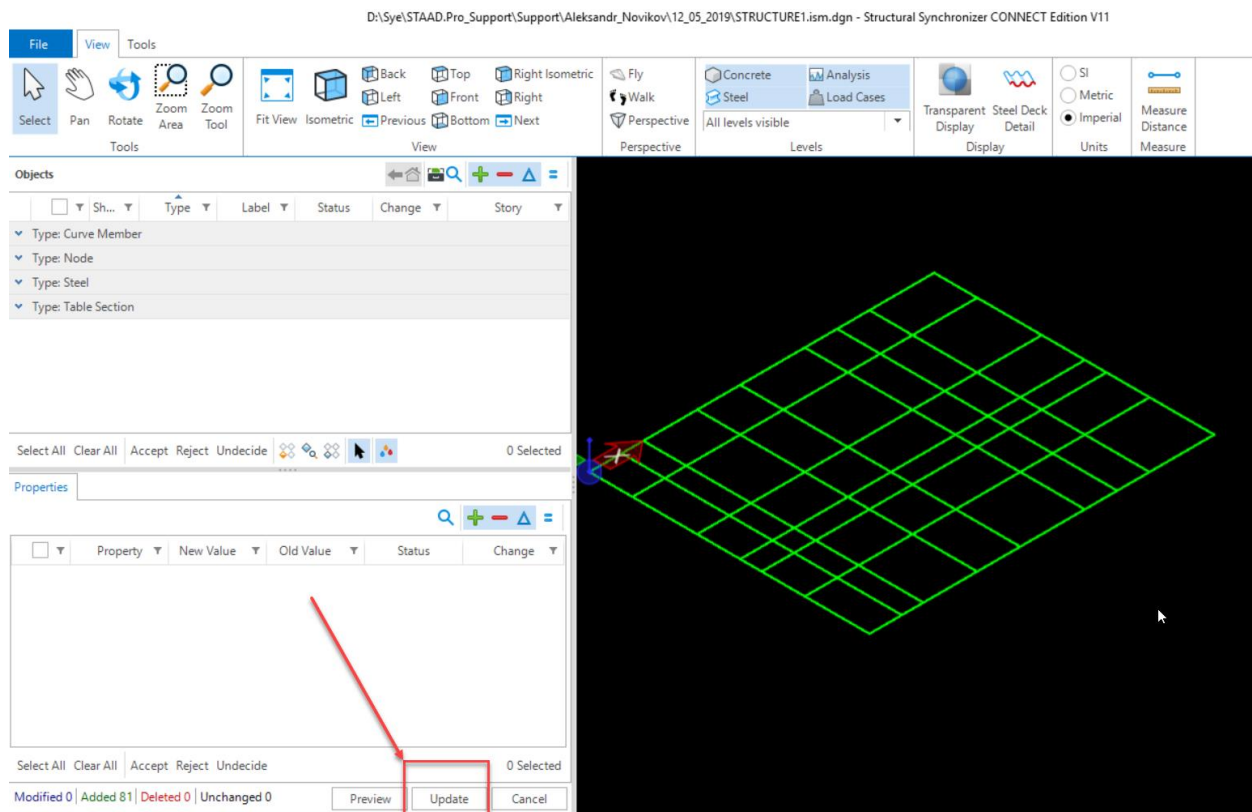 D:\Sye\STAAD.Pro_Support\Support\Aleksandr_Novikov\12_05_2019\STRUCTURE1.ism.dgn - Structural Synchronizer CONNECT Edition V11
File View Tools
Select Pan Rotate Zoom Area Zoom Tool
Tools
Fit View Isometric
Back Top Right Isometric
Left Front Right
Previous Bottom Next
View
Fly
Walk
Perspective
Perspective
Concrete Analysis
Steel Load Cases
All levels visible
Levels
Transparent Display Steel Deck Detail
Display
SI
Metric
Imperial
Units
Measure Distance
Measure
Objects
Sh... Type Label Status Change Story
Type: Curve Member
Type: Node
Type: Steel
Type: Table Section
Select All Clear All Accept Reject Undecide 0 Selected
X
Properties
Property New Value Old Value Status Change
Select All Clear All Accept Reject Undecide 0 Selected
Modified 0 Added 81 Deleted 0 Unchanged 0 Preview Update Cancel